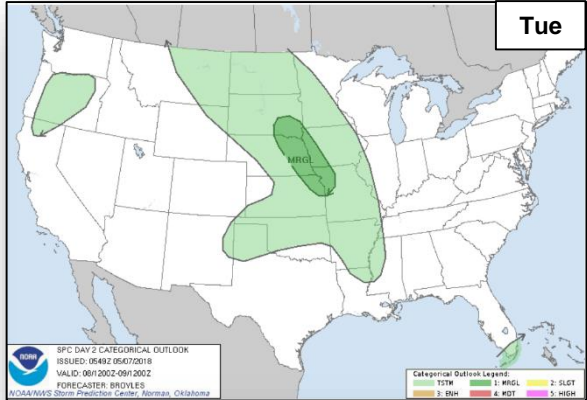 Tue
MRGL
NOAA
SPC DAY 2 CATEGORICAL OUTLOOK
ISSUED: 0549Z 05/07/2018
VALID: 08/1200Z-09/1200Z
FORECASTER: BROYLES
NOAA/NWS Storm Prediction Center, Norman, Oklahoma
Categorical Outlook Legend:
TSTM 1: MRGL 2: SLGT
3: ENH 4: MDT 5: HIGH